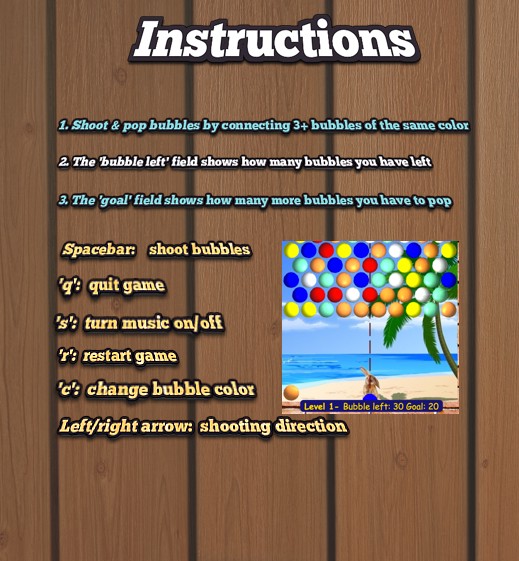 Instructions
1. Shoot & pop bubbles by connecting 3+ bubbles of the same color
2. The 'bubble left' field shows how many bubbles you have left
3. The 'goal' field shows how many more bubbles you have to pop
Spacebar: shoot bubbles
'q': quit game
's': turn music on/off
'r': restart game
'c': change bubble color
Level 1- Bubble left: 30 Goal: 20
Left/right arrow: shooting direction